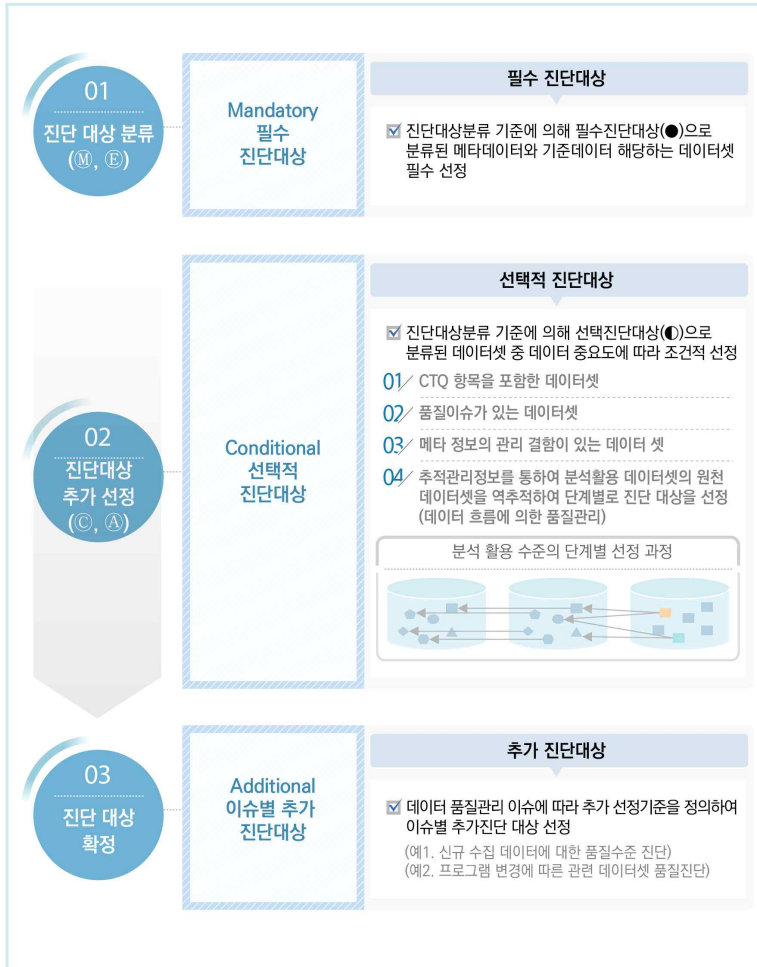 01
진단 대상 분류
(Ⓜ, Ⓔ)
Mandatory
필수
진단대상
필수 진단대상
진단대상분류 기준에 의해 필수진단대상(●)으로
분류된 메타데이터와 기준데이터 해당하는 데이터셋
필수 선정
02
진단대상
추가 선정
(Ⓒ, Ⓐ)
Conditional
선택적
진단대상
선택적 진단대상
진단대상분류 기준에 의해 선택진단대상(◐)으로
분류된 데이터셋 중 데이터 중요도에 따라 조건적 선정
01/ CTQ 항목을 포함한 데이터셋
02/ 품질이슈가 있는 데이터셋
03/ 메타 정보의 관리 결함이 있는 데이터 셋
04/ 추적관리정보를 통하여 분석활용 데이터셋의 원천
데이터셋을 역추적하여 단계별로 진단 대상을 선정
(데이터 흐름에 의한 품질관리)
분석 활용 수준의 단계별 선정 과정
03
진단 대상
확정
Additional
이슈별 추가
진단대상
추가 진단대상
데이터 품질관리 이슈에 따라 추가 선정기준을 정의하여
이슈별 추가진단 대상 선정
(예1. 신규 수집 데이터에 대한 품질수준 진단)
(예2. 프로그램 변경에 따른 관련 데이터셋 품질진단)